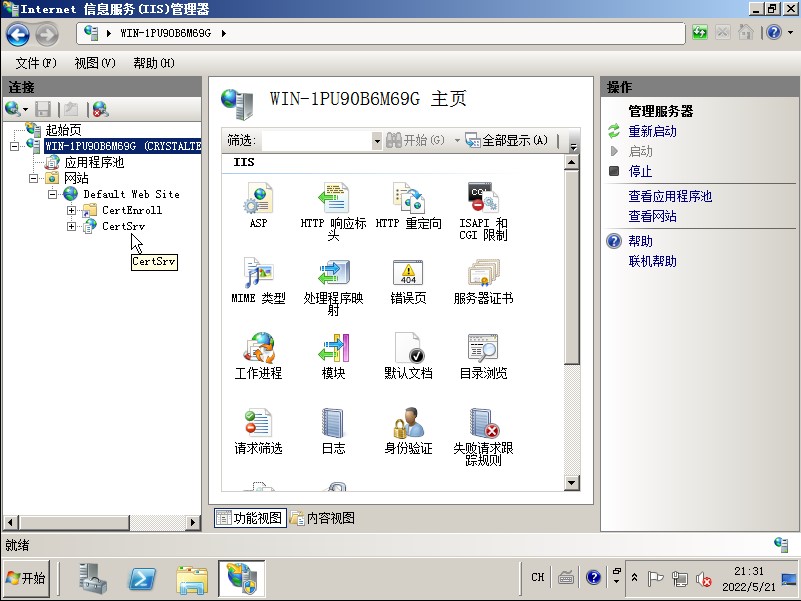 Internet 信息服务(IIS)管理器
WIN-1PU90B6M69G
文件(F) 视图(V) 帮助(H)
连接
起始页
WIN-1PU90B6M69G (CRYSTALTE
应用程序池
网站
Default Web Site
CertEnroll
CertSrv
CertSrv
WIN-1PU90B6M69G 主页
筛选: 开始(G) 全部显示(A)
IIS
ASP
HTTP 响应标头
HTTP 重定向
ISAPI 和 CGI 限制
MIME 类型
处理程序映射
404
错误页
服务器证书
工作进程
模块
默认文档
目录浏览
请求筛选
日志
身份验证
失败请求跟踪规则
功能视图 内容视图
操作
管理服务器
重新启动
启动
停止
查看应用程序池
查看网站
帮助
联机帮助
就绪
开始
CH
21:31
2022/5/21